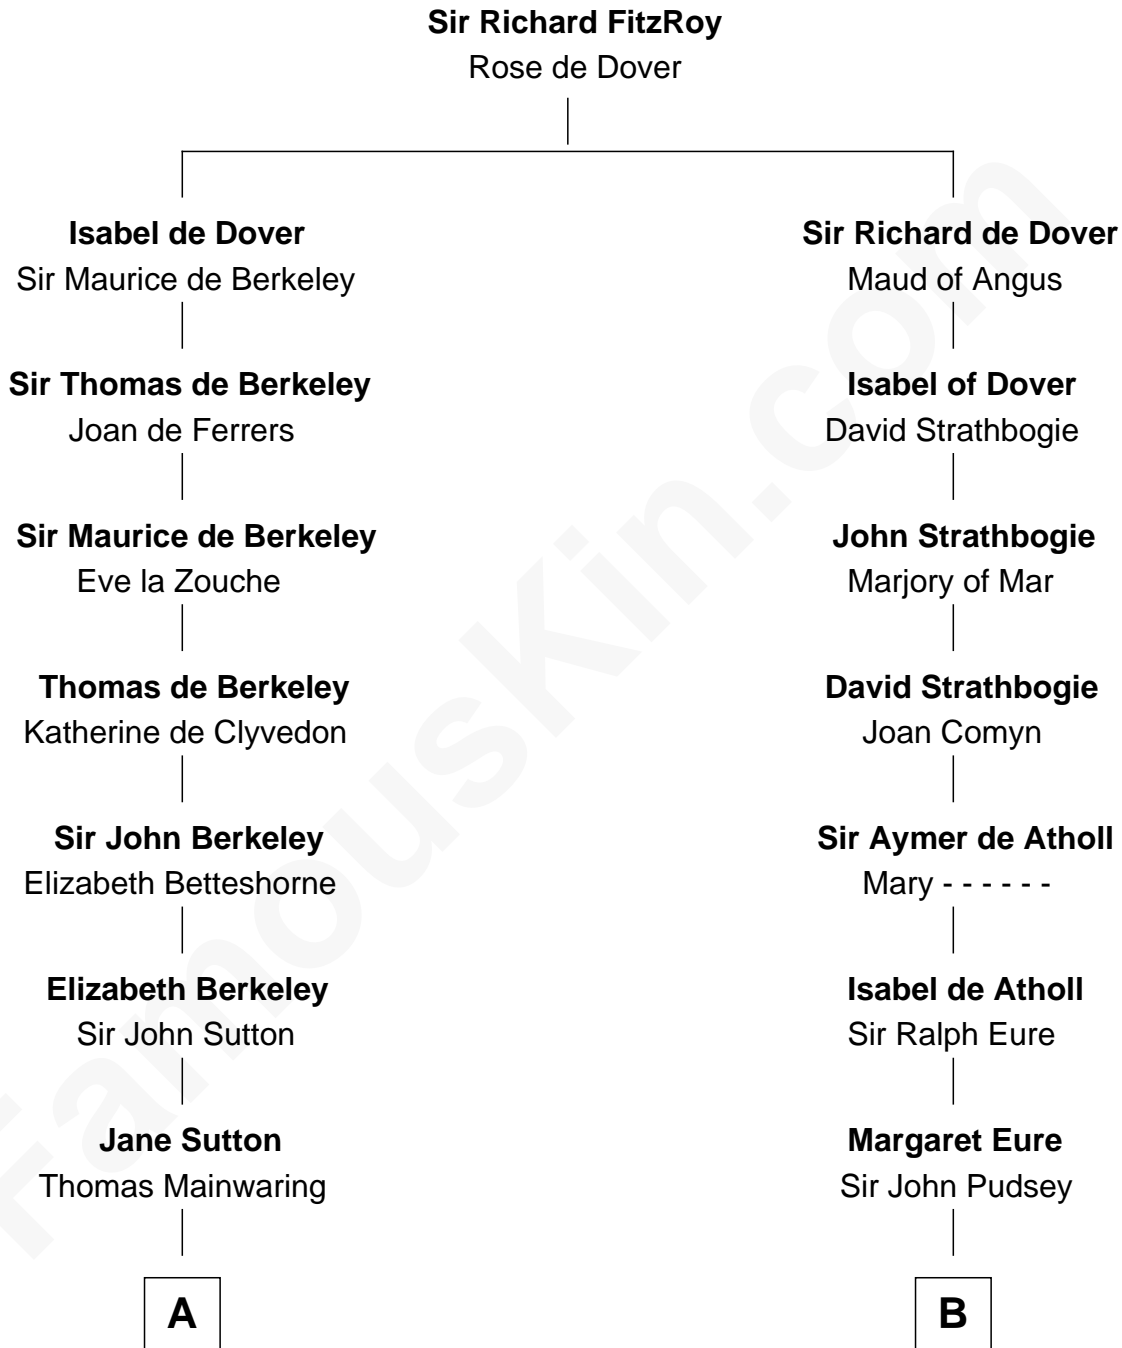 Sir Richard FitzRoy
Rose de Dover
Isabel de Dover
Sir Maurice de Berkeley
Sir Richard de Dover
Maud of Angus
Sir Thomas de Berkeley
Joan de Ferrers
Isabel of Dover
David Strathbogie
Sir Maurice de Berkeley
Eve la Zouche
John Strathbogie
Marjory of Mar
Thomas de Berkeley
Katherine de Clyvedon
David Strathbogie
Joan Comyn
Sir John Berkeley
Elizabeth Betteshorne
Sir Aymer de Atholl
Mary - - - - - -
Elizabeth Berkeley
Sir John Sutton
Isabel de Atholl
Sir Ralph Eure
Jane Sutton
Thomas Mainwaring
Margaret Eure
Sir John Pudsey
A
B
FamousKin.com